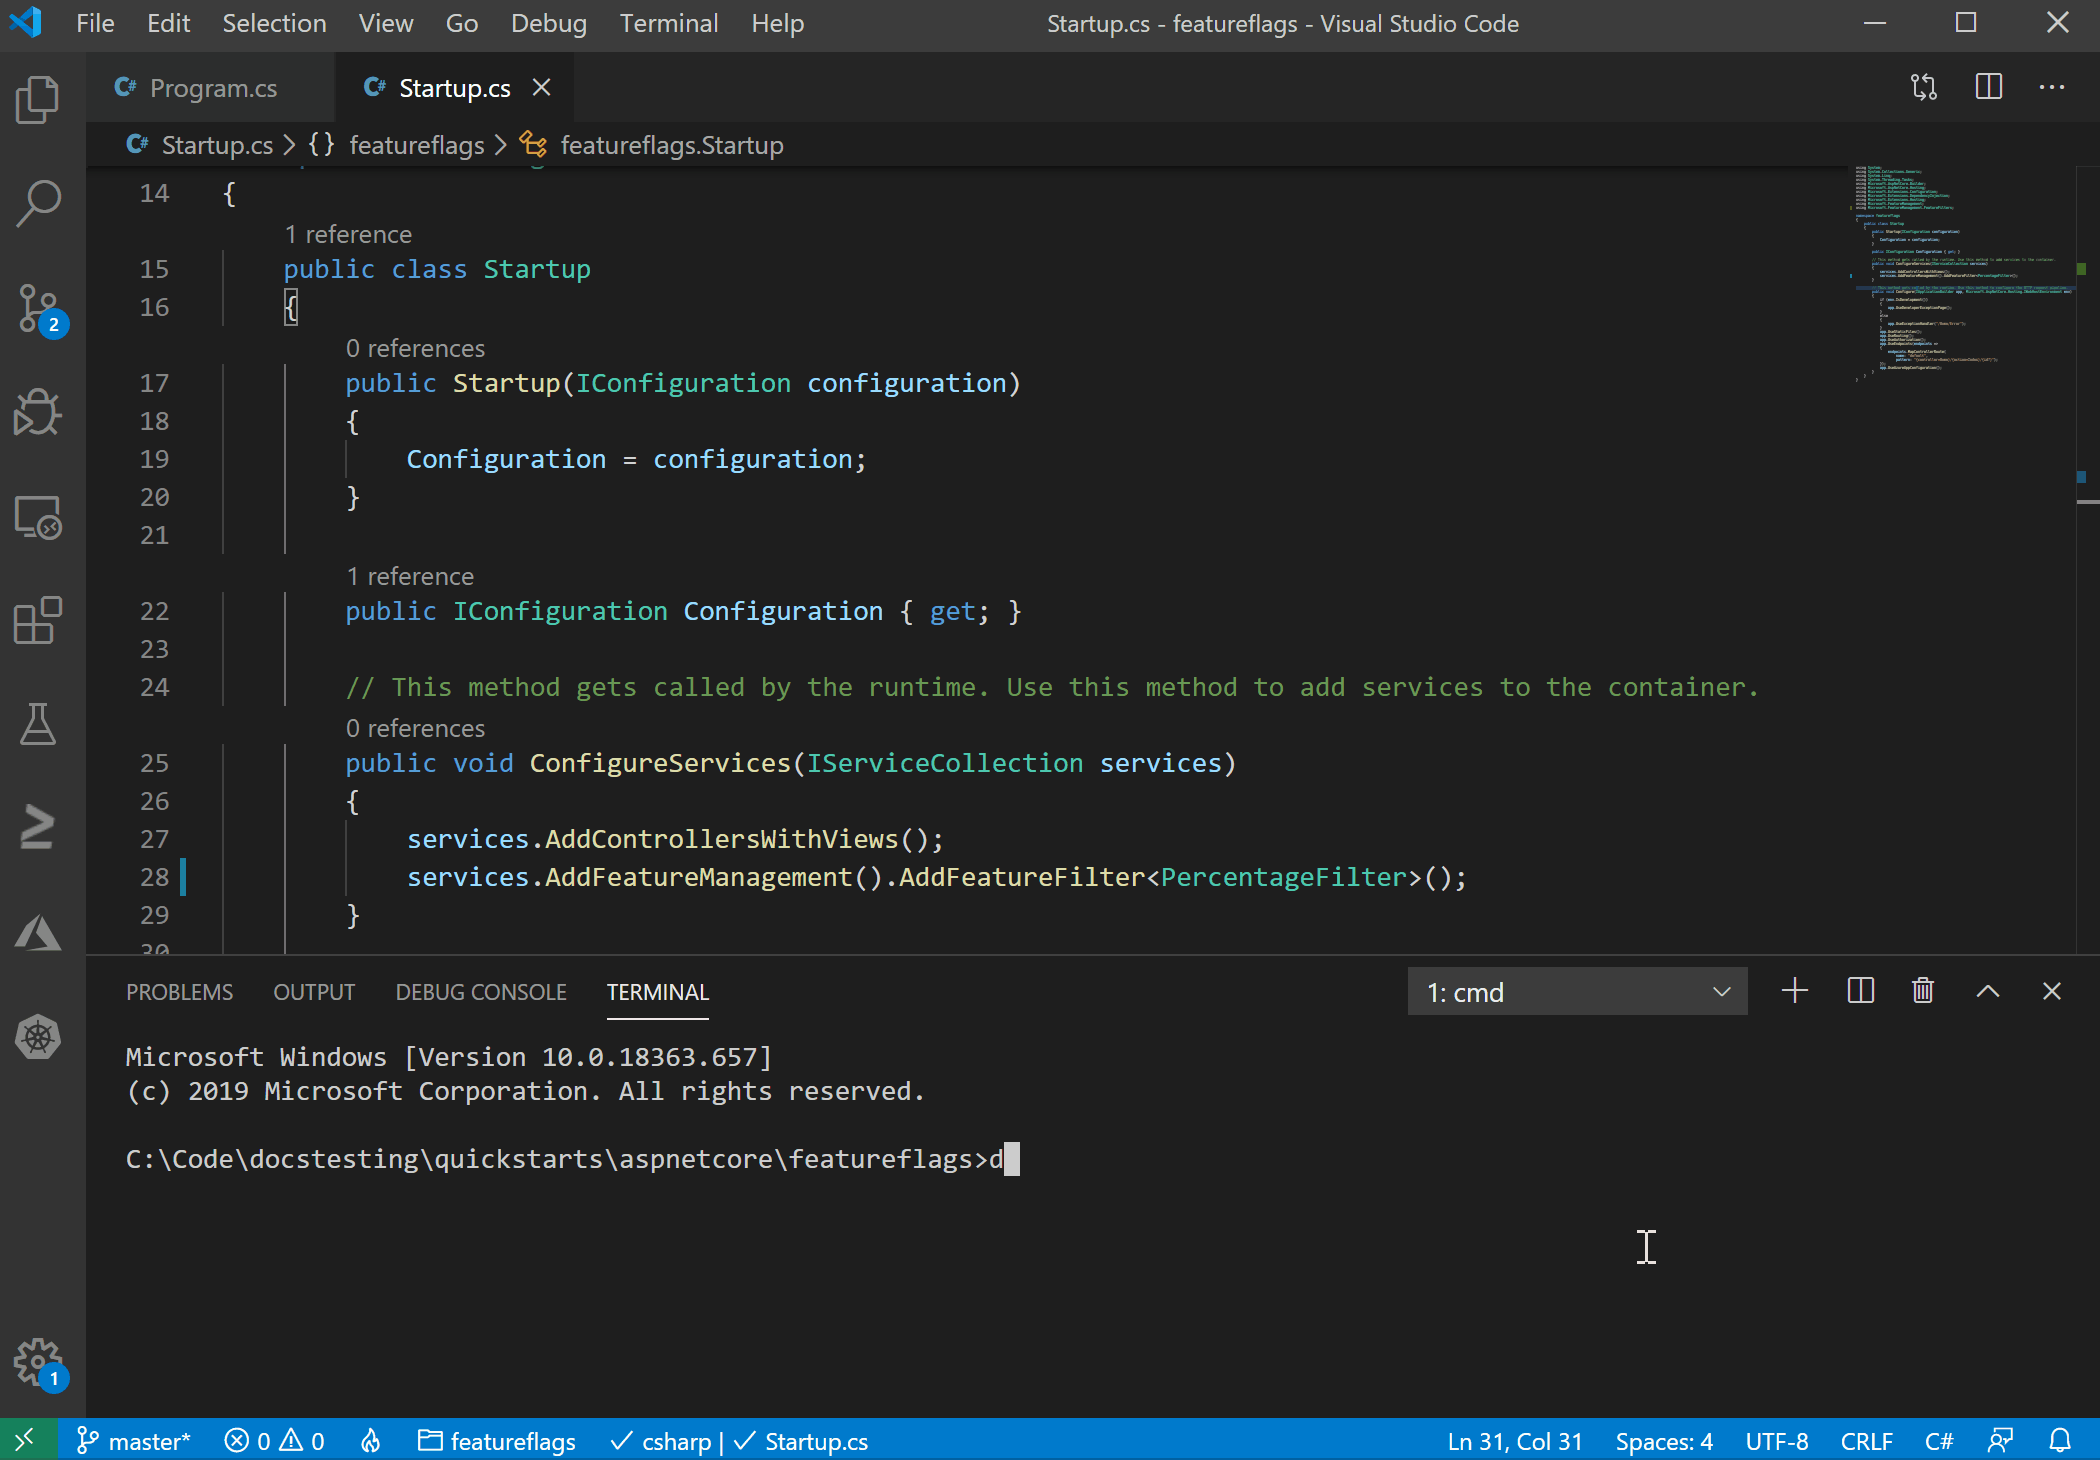 File Edit Selection View Go Debug Terminal Help
Startup.cs - featureflags - Visual Studio Code
C# Program.cs
C# Startup.cs
C# Startup.cs > {} featureflags > featureflags.Startup
14 {
1 reference
15 public class Startup
16 {
0 references
17 public Startup(IConfiguration configuration)
18 {
19 Configuration = configuration;
20 }
21
1 reference
22 public IConfiguration Configuration { get; }
23
24 // This method gets called by the runtime. Use this method to add services to the container.
0 references
25 public void ConfigureServices(IServiceCollection services)
26 {
27 services.AddControllersWithViews();
28 services.AddFeatureManagement().AddFeatureFilter<PercentageFilter>();
29 }
30
2
1
PROBLEMS OUTPUT DEBUG CONSOLE TERMINAL
1: cmd
Microsoft Windows [Version 10.0.18363.657]
(c) 2019 Microsoft Corporation. All rights reserved.
C:\Code\docstesting\quickstarts\aspnetcore\featureflags>d
master* 0 0 featureflags ✓ csharp | ✓ Startup.cs
Ln 31, Col 31 Spaces: 4 UTF-8 CRLF C#